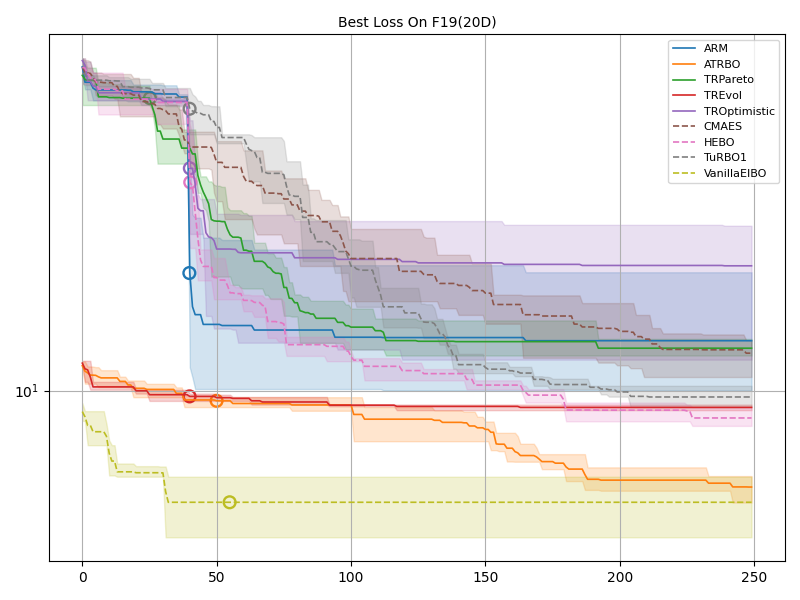 Best Loss On F19(20D)
ARM
ATRBO
TRPareto
TREvol
TROptimistic
CMAES
HEBO
TuRBO1
VanillaEIBO
10¹
0 50 100 150 200 250